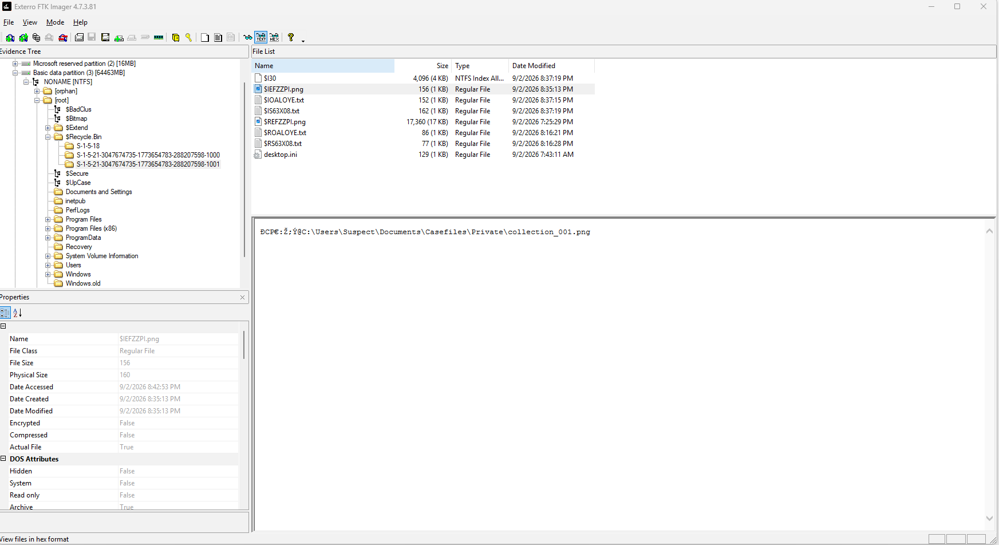 Exterro FTK Imager 4.7.3.81
File View Mode Help
Evidence Tree
Microsoft reserved partition (2) [16MB]
Basic data partition (3) [64463MB]
NONAME [NTFS]
[orphan]
[root]
$BadClus
$Bitmap
$Extend
$Recycle.Bin
S-1-5-18
S-1-5-21-3047674735-1773654783-288207598-1000
S-1-5-21-3047674735-1773654783-288207598-1001
$Secure
$UpCase
Documents and Settings
inetpub
PerfLogs
Program Files
Program Files (x86)
ProgramData
Recovery
System Volume Information
Users
Windows
Windows.old
File List
Name Size Type Date Modified
$I30 4,096 (4 KB) NTFS Index All... 9/2/2026 8:37:19 PM
$IEFZZPI.png 156 (1 KB) Regular File 9/2/2026 8:35:13 PM
$IOALOYE.txt 152 (1 KB) Regular File 9/2/2026 8:37:15 PM
$IS63X08.txt 162 (1 KB) Regular File 9/2/2026 8:37:19 PM
$REFZZPI.png 17,360 (17 KB) Regular File 9/2/2026 7:25:29 PM
$ROALOYE.txt 86 (1 KB) Regular File 9/2/2026 8:16:21 PM
$RS63X08.txt 77 (1 KB) Regular File 9/2/2026 8:16:28 PM
desktop.ini 129 (1 KB) Regular File 9/2/2026 7:43:11 AM
ÐCP€:Ž;Ý@C:\Users\Suspect\Documents\Casefiles\Private\collection_001.png
Properties
Name $IEFZZPI.png
File Class Regular File
File Size 156
Physical Size 160
Date Accessed 9/2/2026 8:42:53 PM
Date Created 9/2/2026 8:35:13 PM
Date Modified 9/2/2026 8:35:13 PM
Encrypted False
Compressed False
Actual File True
DOS Attributes
Hidden False
System False
Read only False
Archive True
View files in hex format